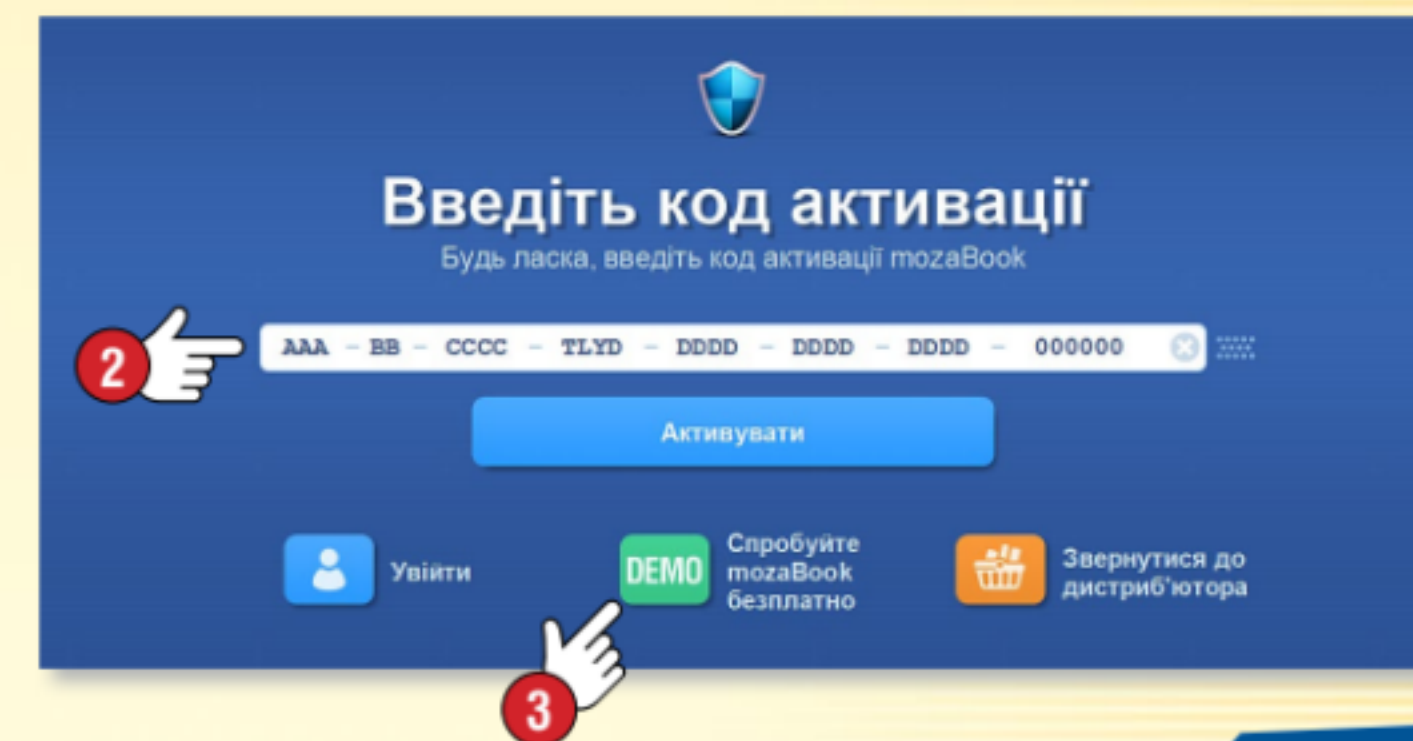 Введіть код активації
Будь ласка, введіть код активації mozaBook
2
AAA - BB - CCCC - TLYD - DDDD - DDDD - DDDD - 000000
Активувати
Увійти
DEMO
Спробуйте
mozaBook
безплатно
Звернутися до
дистриб'ютора
3